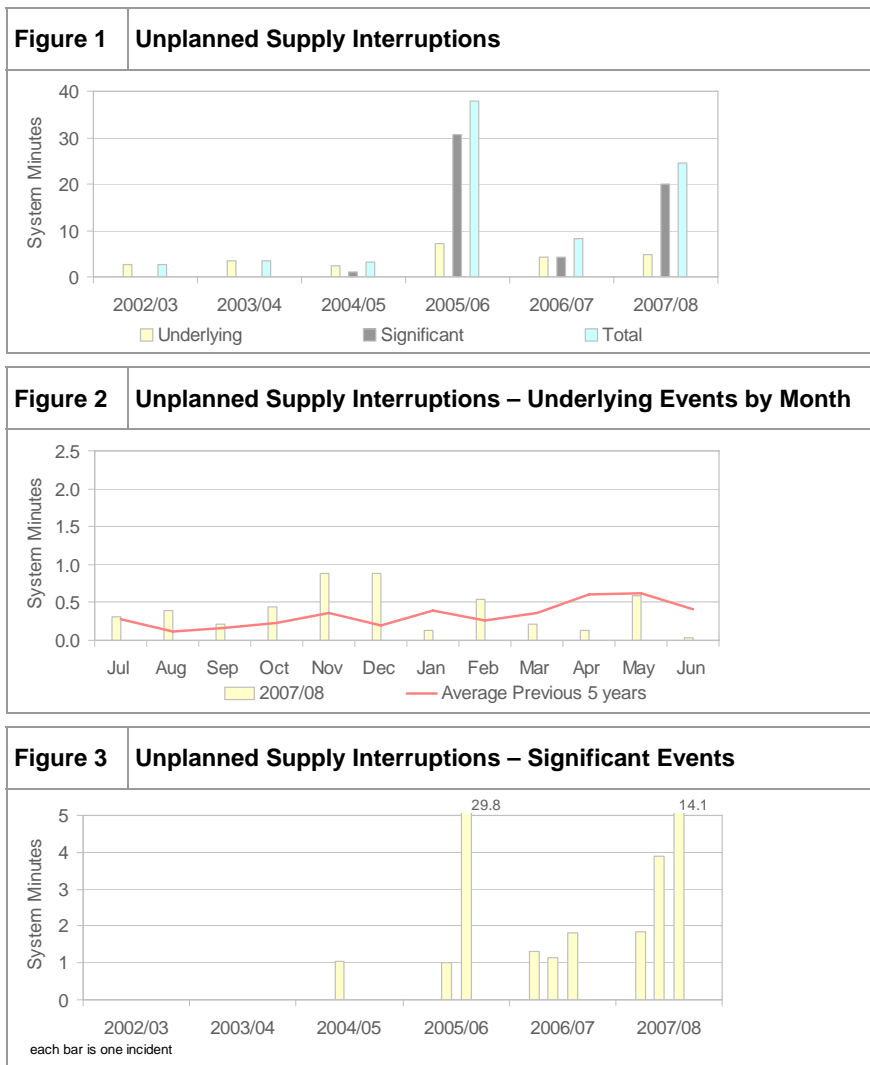 Figure 1 Unplanned Supply Interruptions
40
30
20
10
0
System Minutes
2002/03 2003/04 2004/05 2005/06 2006/07 2007/08
Underlying Significant Total
Figure 2 Unplanned Supply Interruptions – Underlying Events by Month
2.5
2.0
1.5
1.0
0.5
0.0
System Minutes
Jul Aug Sep Oct Nov Dec Jan Feb Mar Apr May Jun
2007/08 Average Previous 5 years
Figure 3 Unplanned Supply Interruptions – Significant Events
29.8 14.1
5
4
3
2
1
0
System Minutes
2002/03 2003/04 2004/05 2005/06 2006/07 2007/08
each bar is one incident